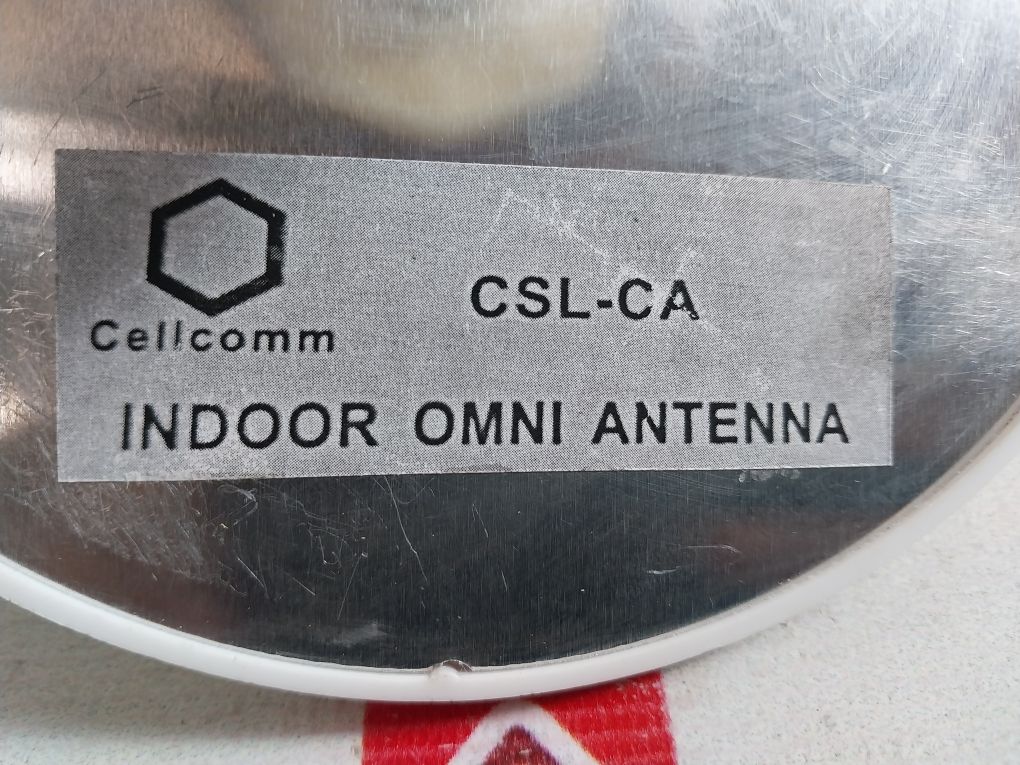 CSL-CA
Cellcomm
INDOOR OMNI ANTENNA